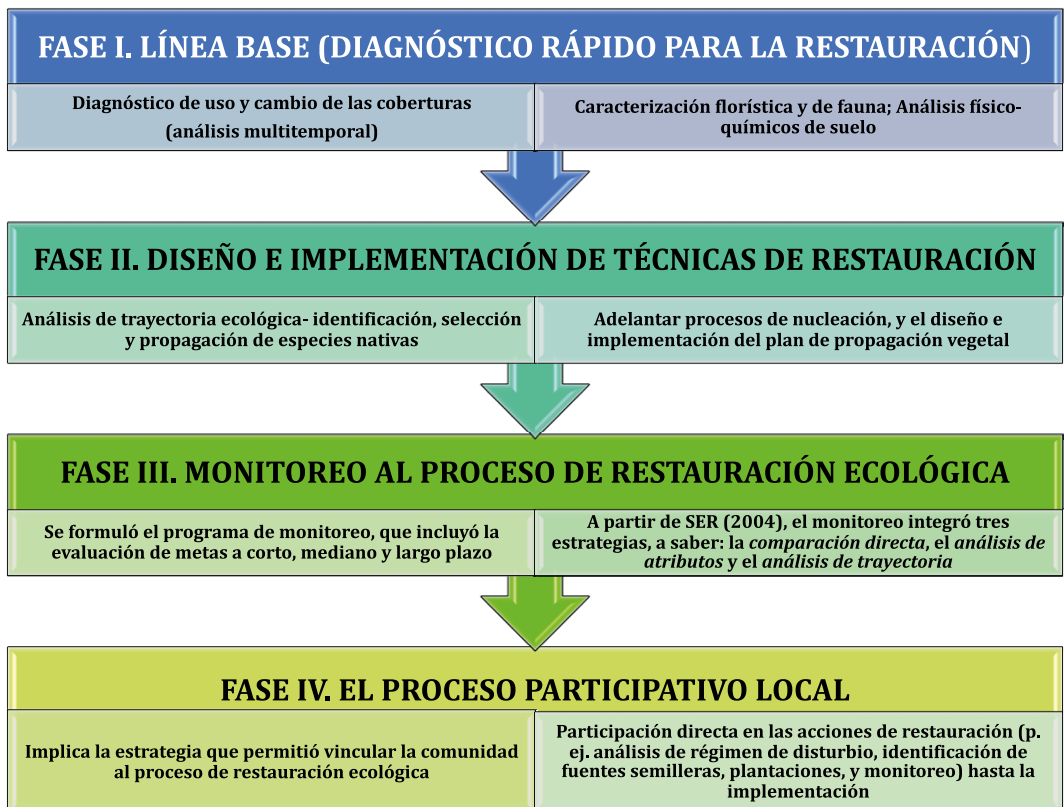 FASE I. LÍNEA BASE (DIAGNÓSTICO RÁPIDO PARA LA RESTAURACIÓN)
Diagnóstico de uso y cambio de las coberturas
(análisis multitemporal)
Caracterización florística y de fauna; Análisis físico-
químicos de suelo
FASE II. DISEÑO E IMPLEMENTACIÓN DE TÉCNICAS DE RESTAURACIÓN
Análisis de trayectoria ecológica- identificación, selección
y propagación de especies nativas
Adelantar procesos de nucleación, y el diseño e
implementación del plan de propagación vegetal
FASE III. MONITOREO AL PROCESO DE RESTAURACIÓN ECOLÓGICA
Se formuló el programa de monitoreo, que incluyó la
evaluación de metas a corto, mediano y largo plazo
A partir de SER (2004), el monitoreo integró tres
estrategias, a saber: la comparación directa, el análisis de
atributos y el análisis de trayectoria
FASE IV. EL PROCESO PARTICIPATIVO LOCAL
Implica la estrategia que permitió vincular la comunidad
al proceso de restauración ecológica
Participación directa en las acciones de restauración (p.
ej. análisis de régimen de disturbio, identificación de
fuentes semilleras, plantaciones, y monitoreo) hasta la
implementación